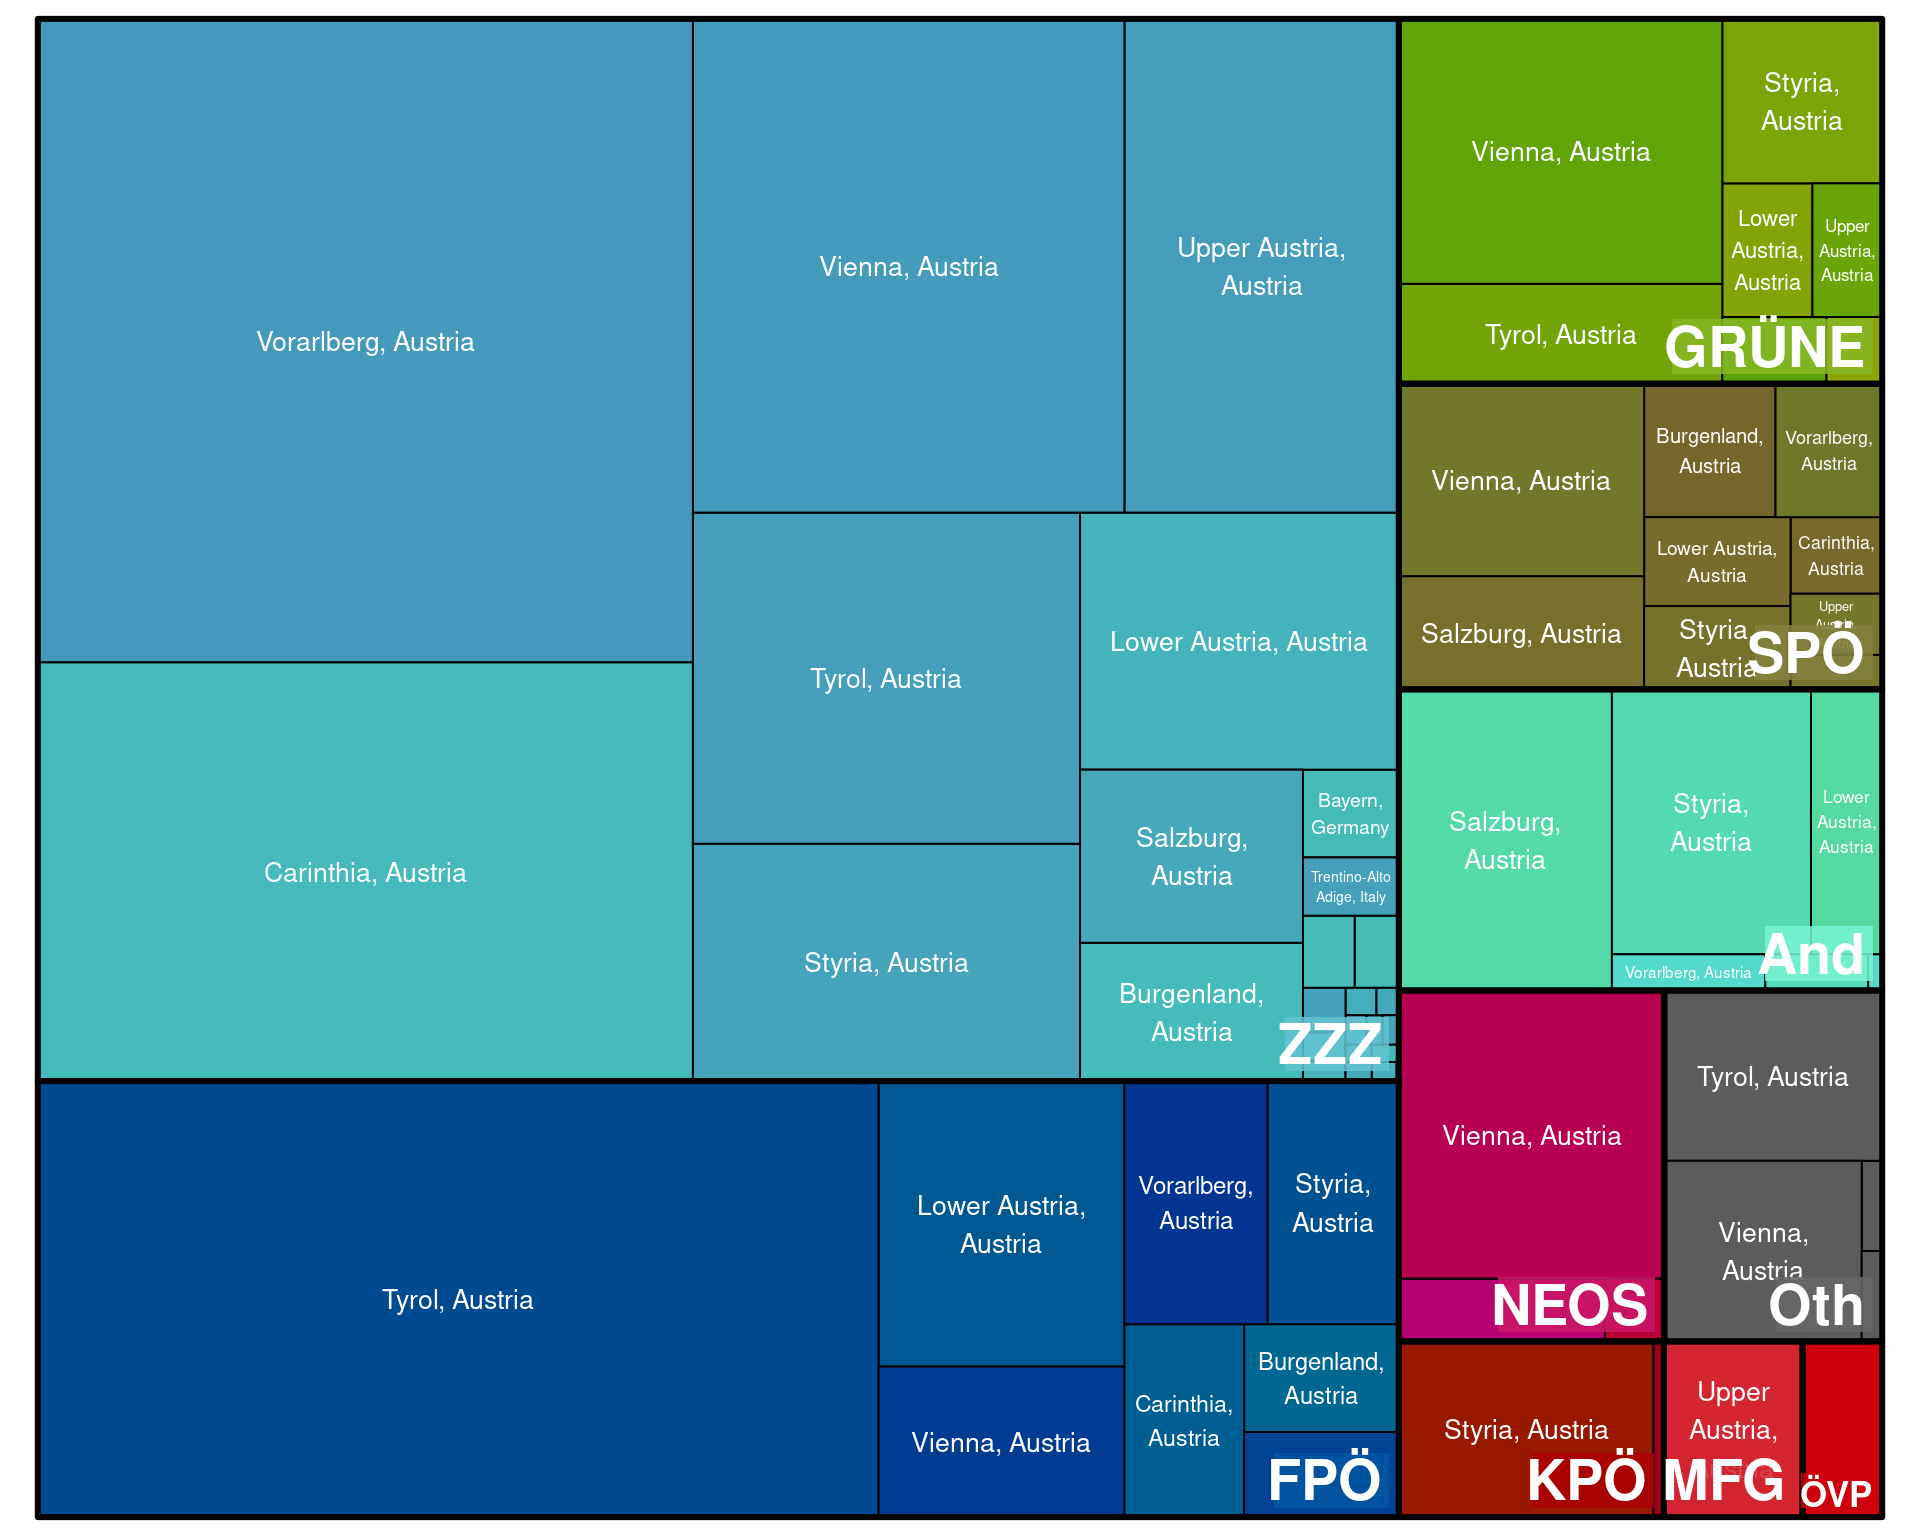 Vorarlberg, Austria
Vienna, Austria
Upper Austria,
Austria
Tyrol, Austria
Lower Austria, Austria
Carinthia, Austria
Styria, Austria
Salzburg,
Austria
Bayern,
Germany
Trentino-Alto
Adige, Italy
Burgenland,
Austria
ZZZ
Tyrol, Austria
Lower Austria,
Austria
Vienna, Austria
Vorarlberg,
Austria
Styria,
Austria
Carinthia,
Austria
Burgenland,
Austria
FPÖ
Vienna, Austria
Styria,
Austria
Lower
Austria,
Austria
Upper
Austria,
Austria
Tyrol, Austria
GRÜNE
Vienna, Austria
Burgenland,
Austria
Vorarlberg,
Austria
Lower Austria,
Austria
Carinthia,
Austria
Salzburg, Austria
Styria,
Austria
Upper
Austria,
SPÖ
Salzburg,
Austria
Styria,
Austria
Lower
Austria,
Austria
Vorarlberg, Austria
And
Vienna, Austria
NEOS
Tyrol, Austria
Vienna,
Austria
Oth
Styria, Austria
KPÖ
Upper
Austria,
MFG
ÖVP